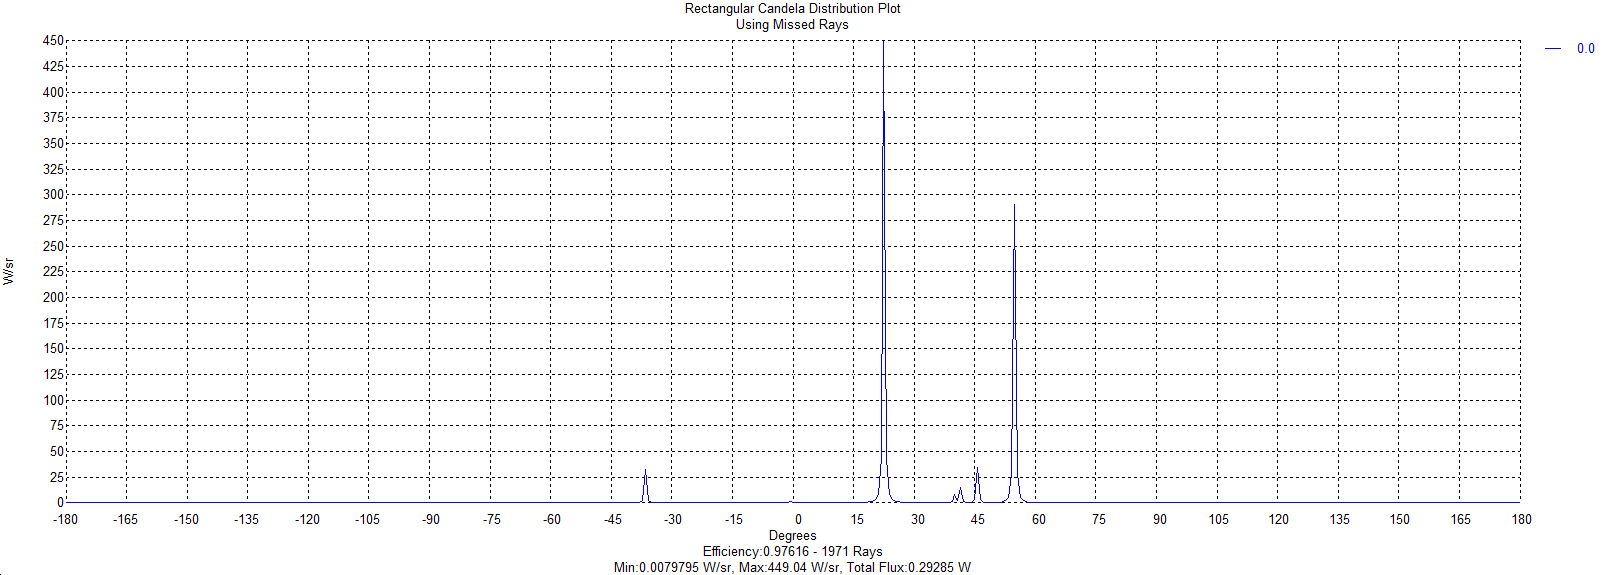 Rectangular Candela Distribution Plot
Using Missed Rays
0.0
450
425
400
375
350
325
300
275
250
225
200
175
150
125
100
75
50
25
0
W/sr
-180 -165 -150 -135 -120 -105 -90 -75 -60 -45 -30 -15 0 15 30 45 60 75 90 105 120 135 150 165 180
Degrees
Efficiency:0.97616 - 1971 Rays
Min:0.0079795 W/sr, Max:449.04 W/sr, Total Flux:0.29285 W